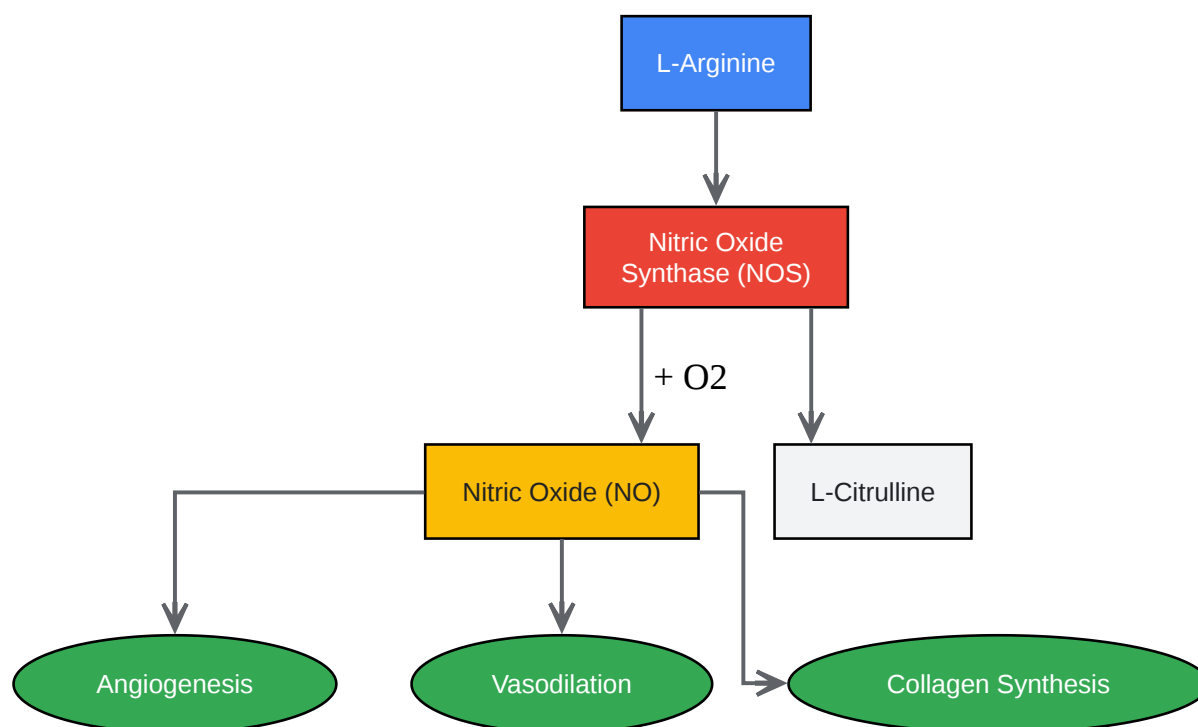 L-Arginine
Nitric Oxide
Synthase (NOS)
+ O2
Nitric Oxide (NO)
L-Citrulline
Angiogenesis
Vasodilation
Collagen Synthesis